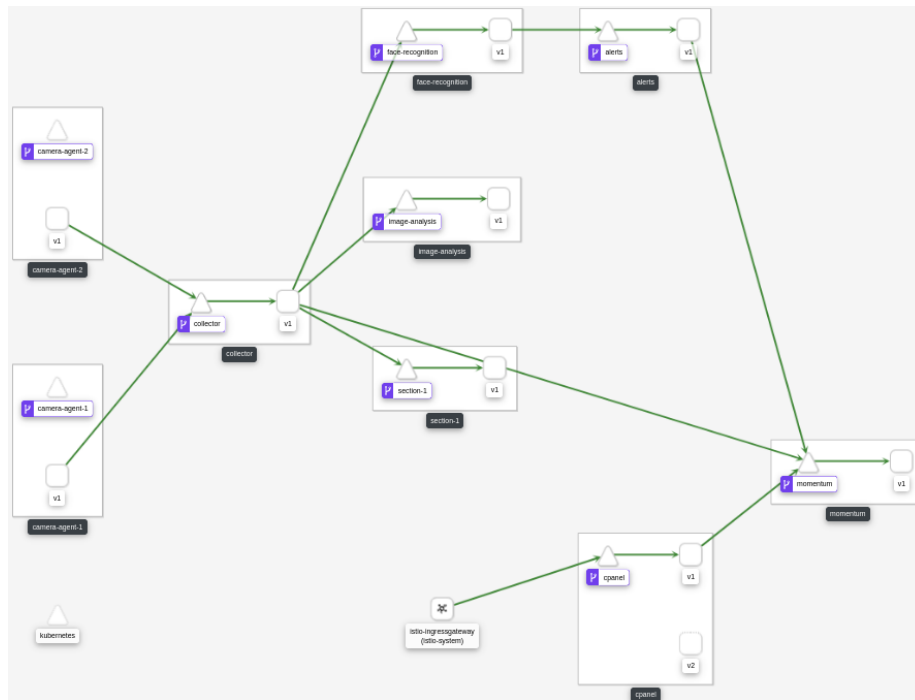 face-recognition
v1
face-recognition
alerts
v1
alerts
camera-agent-2
v1
camera-agent-2
image-analysis
v1
image-analysis
collector
v1
collector
section-1
v1
section-1
camera-agent-1
v1
camera-agent-1
momentum
v1
momentum
cpanel
v1
v2
cpanel
istio-ingressgateway
(istio-system)
kubernetes